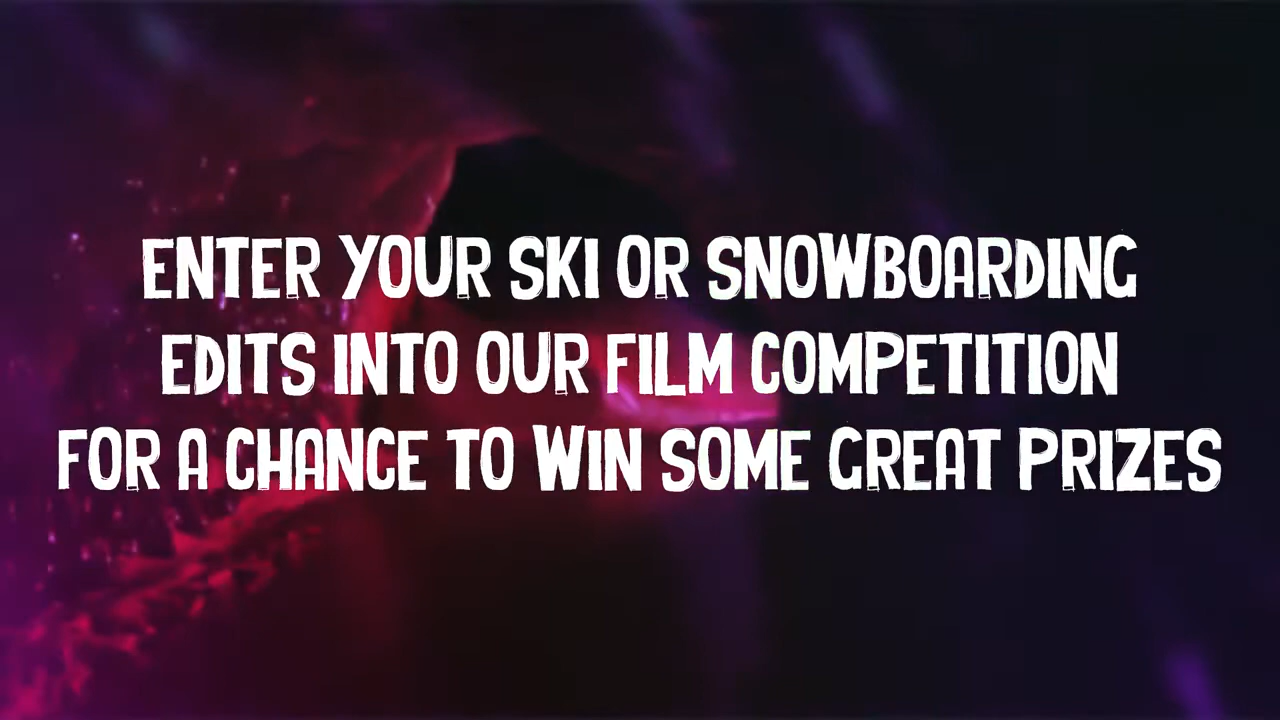 ENTER YOUR SKI OR SNOWBOARDING
EDITS INTO OUR FILM COMPETITION
FOR A CHANCE TO WIN SOME GREAT PRIZES